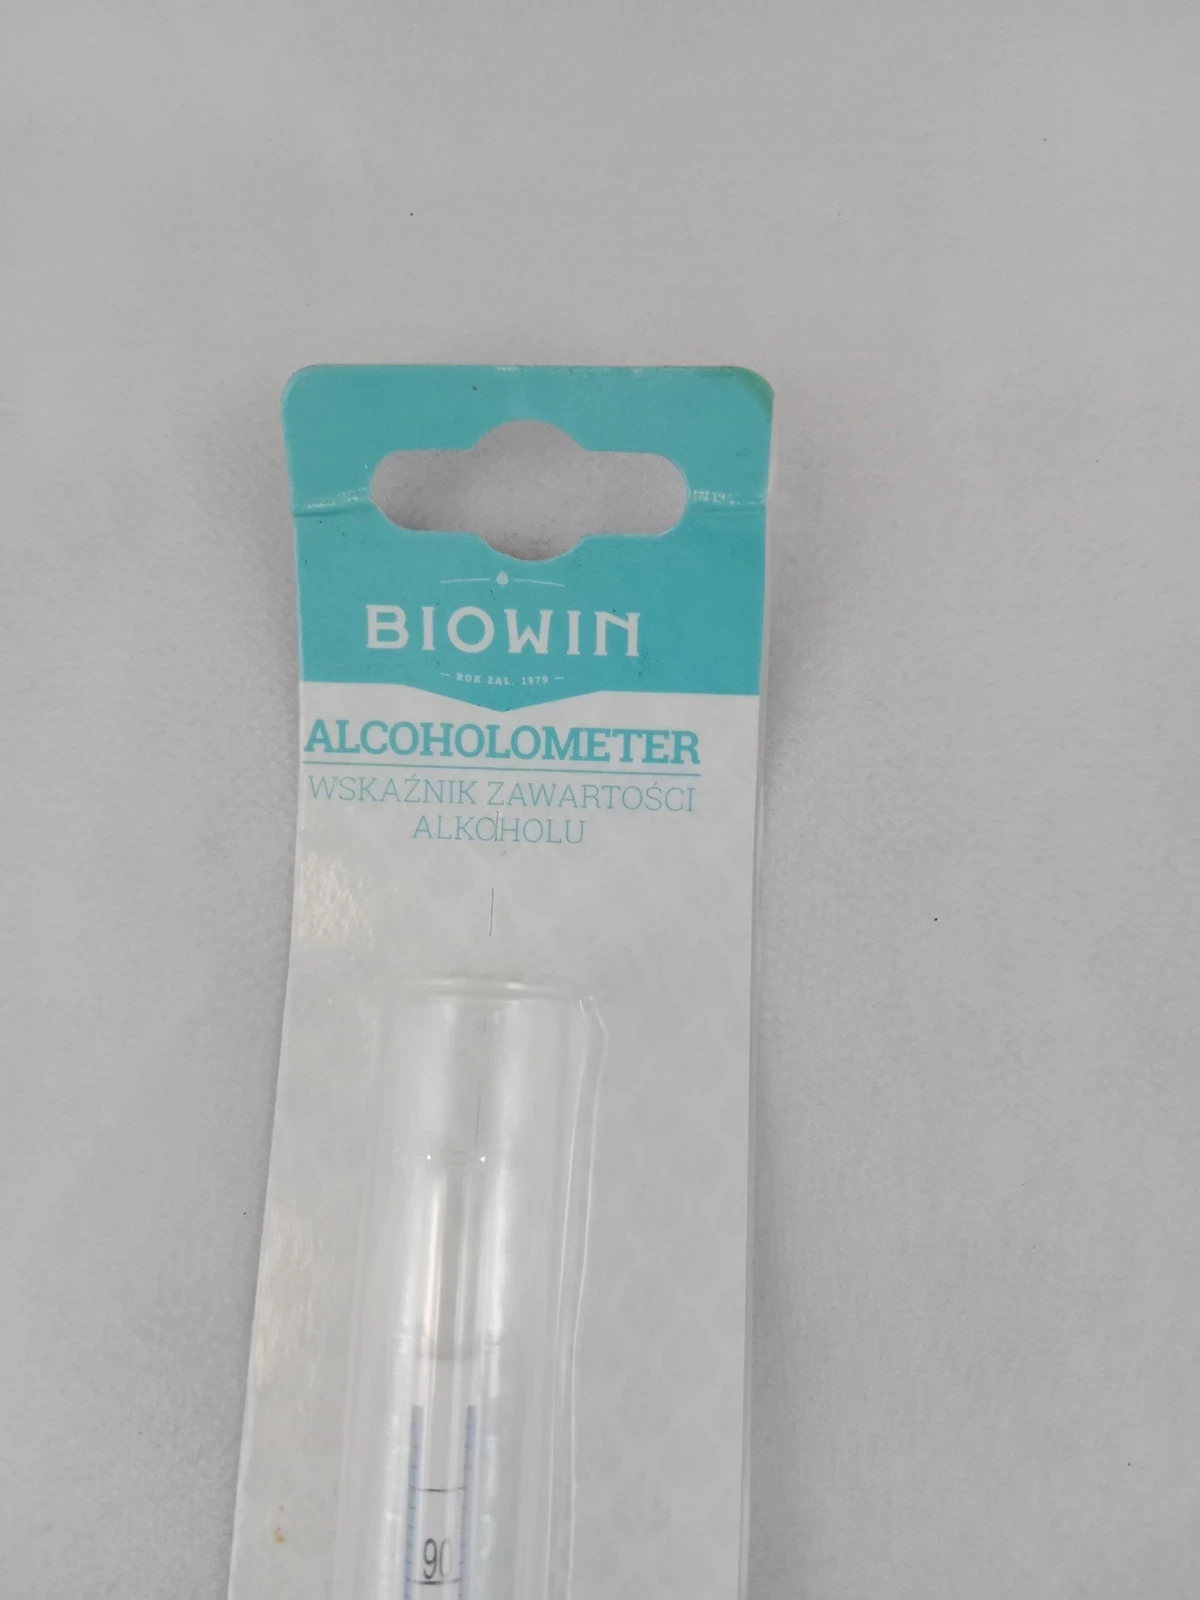 BIOWIN
ROK ZAŁ. 1979
ALCOHOLOMETER
WSKAŹNIK ZAWARTOŚCI
ALKOHOLU
90